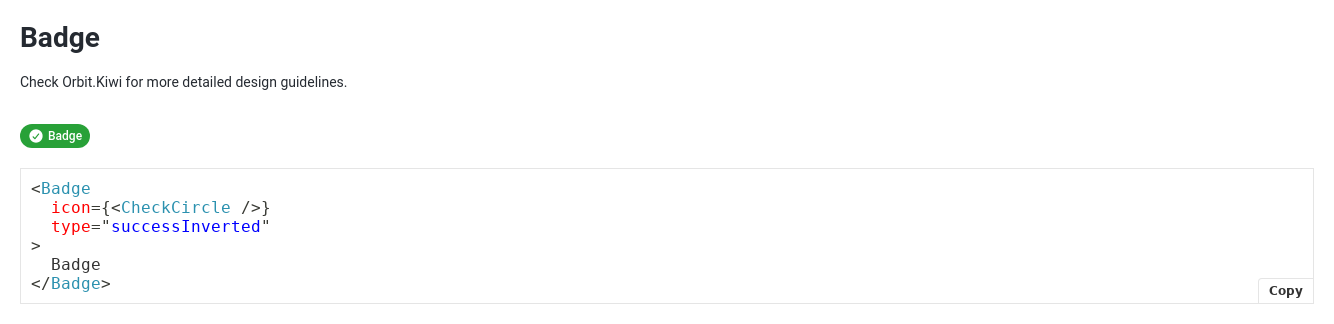 Badge
Check Orbit.Kiwi for more detailed design guidelines.
Badge
<Badge
  icon={<CheckCircle />}
  type="successInverted"
>
  Badge
</Badge>
Copy